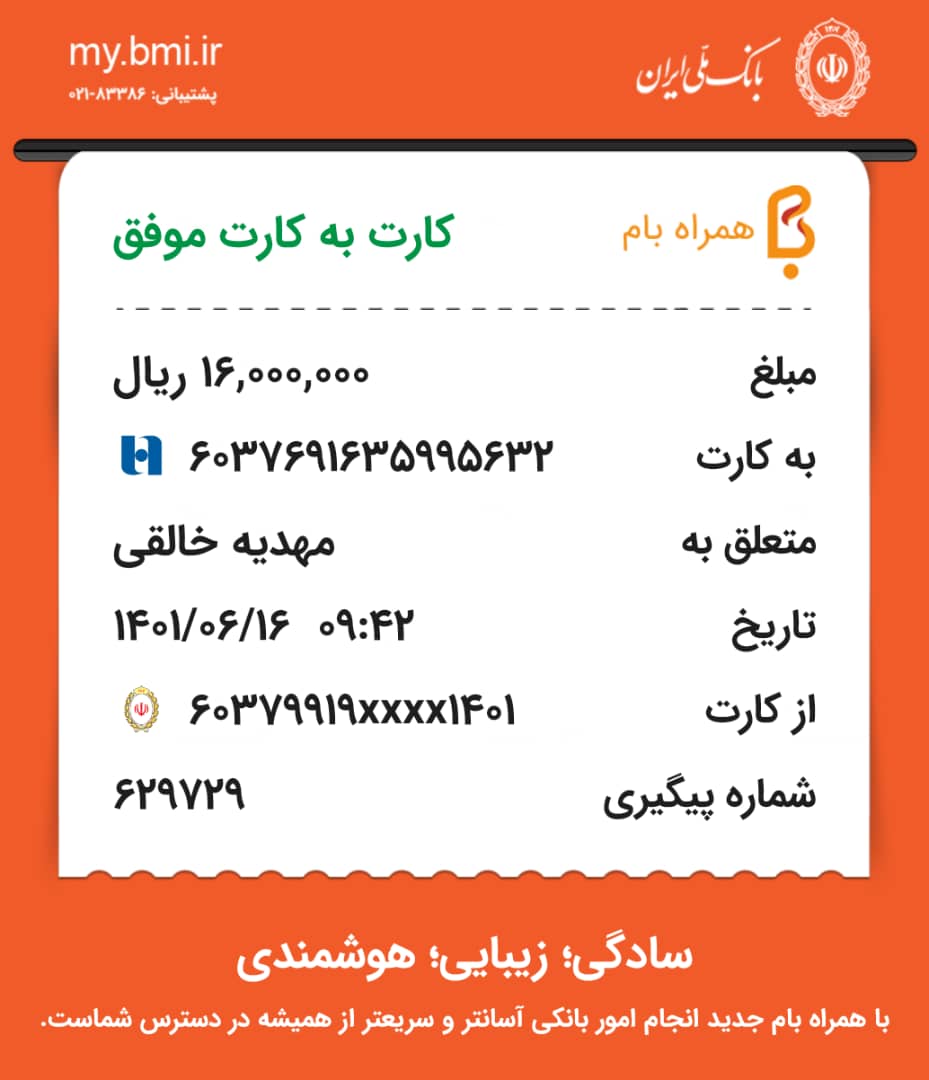 بانک ملّی ایران
my.bmi.ir
پشتیبانی: ۸۳۳۸۶-۰۲۱
همراه بام
کارت به کارت موفق
مبلغ ۱۶,۰۰۰,۰۰۰ ریال
به کارت ۶۰۳۷۶۹۱۶۳۵۹۹۵۶۳۲
متعلق به مهدیه خالقی
تاریخ ۱۴۰۱/۰۶/۱۶ ۰۹:۴۲
از کارت ۶۰۳۷۹۹۱۹xxxx۱۴۰۱
شماره پیگیری ۶۲۹۷۲۹
سادگی؛ زیبایی؛ هوشمندی
با همراه بام جدید انجام امور بانکی آسانتر و سریعتر از همیشه در دسترس شماست.